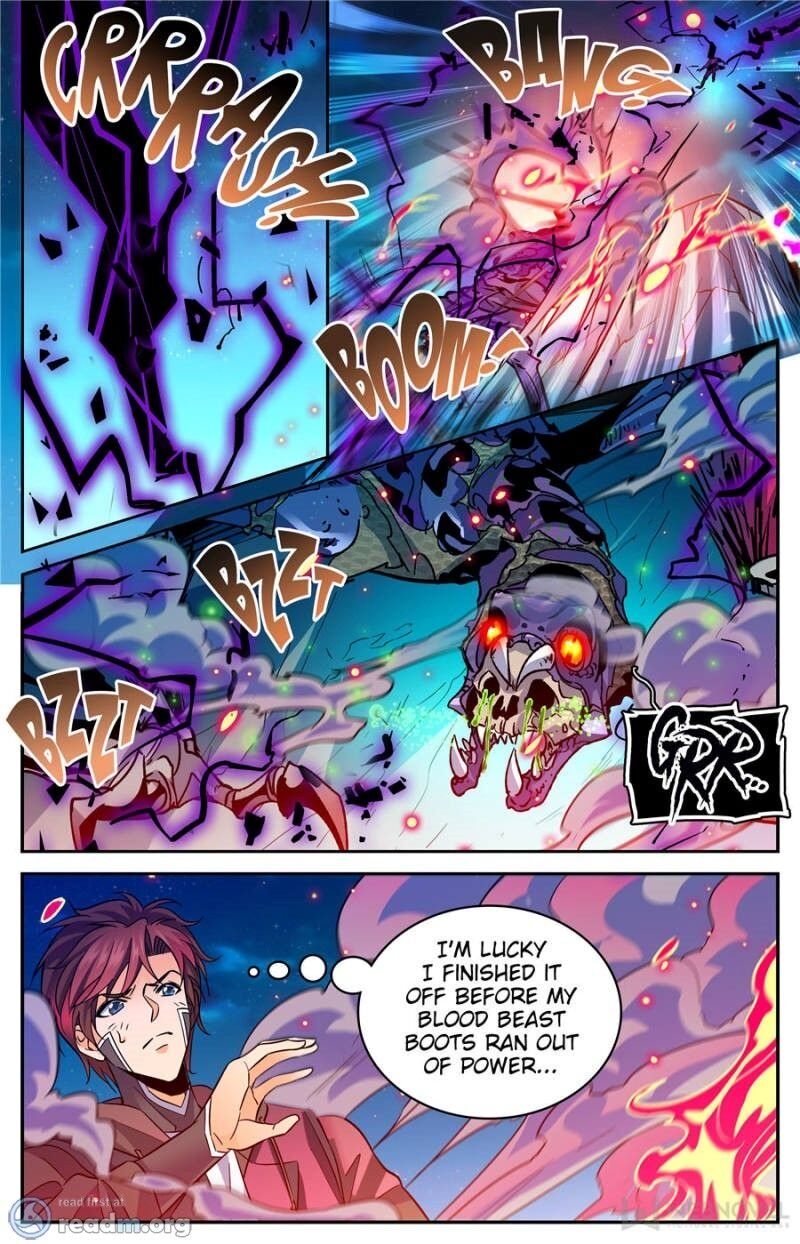 CRRRASH
BANG!
BOOM!
BZZT
BZZT
GRR...
I'M LUCKY
I FINISHED IT
OFF BEFORE MY
BLOOD BEAST
BOOTS RAN OUT
OF POWER...
read first at
readm.org